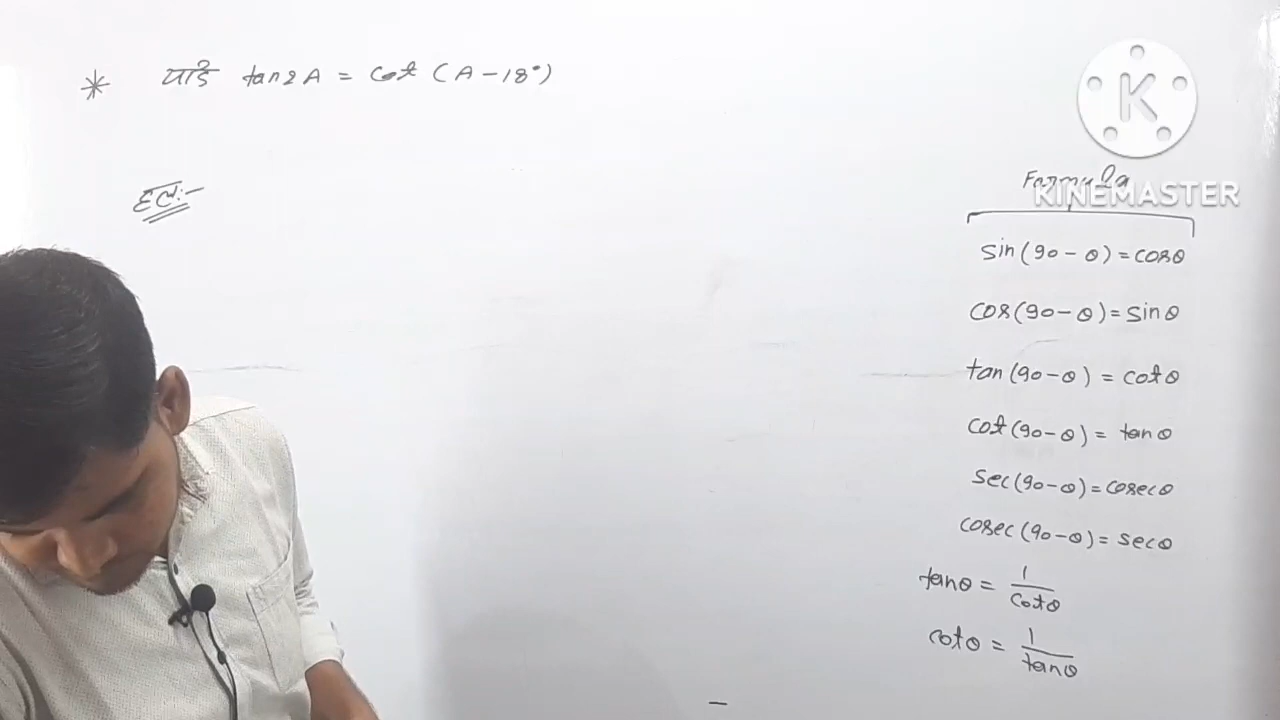 * यदि tan2A = cot (A-18°)
हल:-
Formula
KINEMASTER
sin(90-θ) = cosθ
cos(90-θ) = sinθ
tan(90-θ) = cotθ
cot(90-θ) = tanθ
sec(90-θ) = cosecθ
cosec(90-θ) = secθ
tanθ = 1/cotθ
cotθ = 1/tanθ